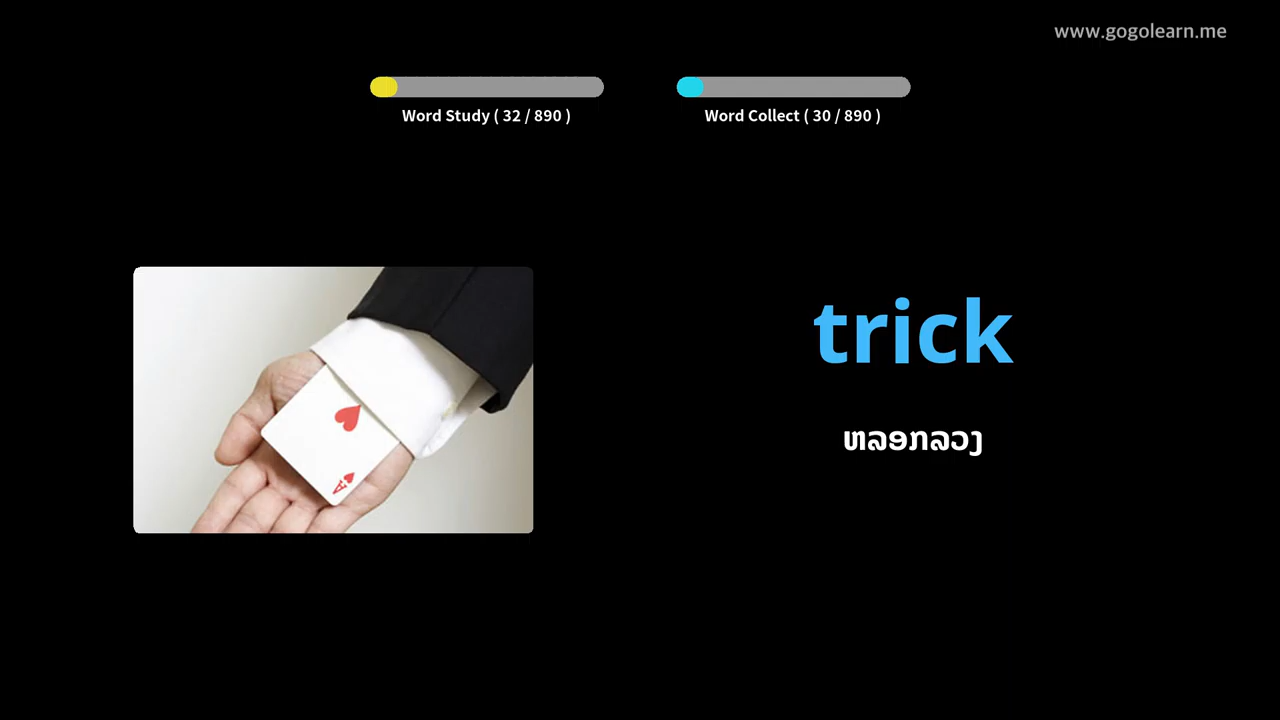 www.gogolearn.me
Word Study ( 32 / 890 )
Word Collect ( 30 / 890 )
trick
ຫລອກລວງ
A